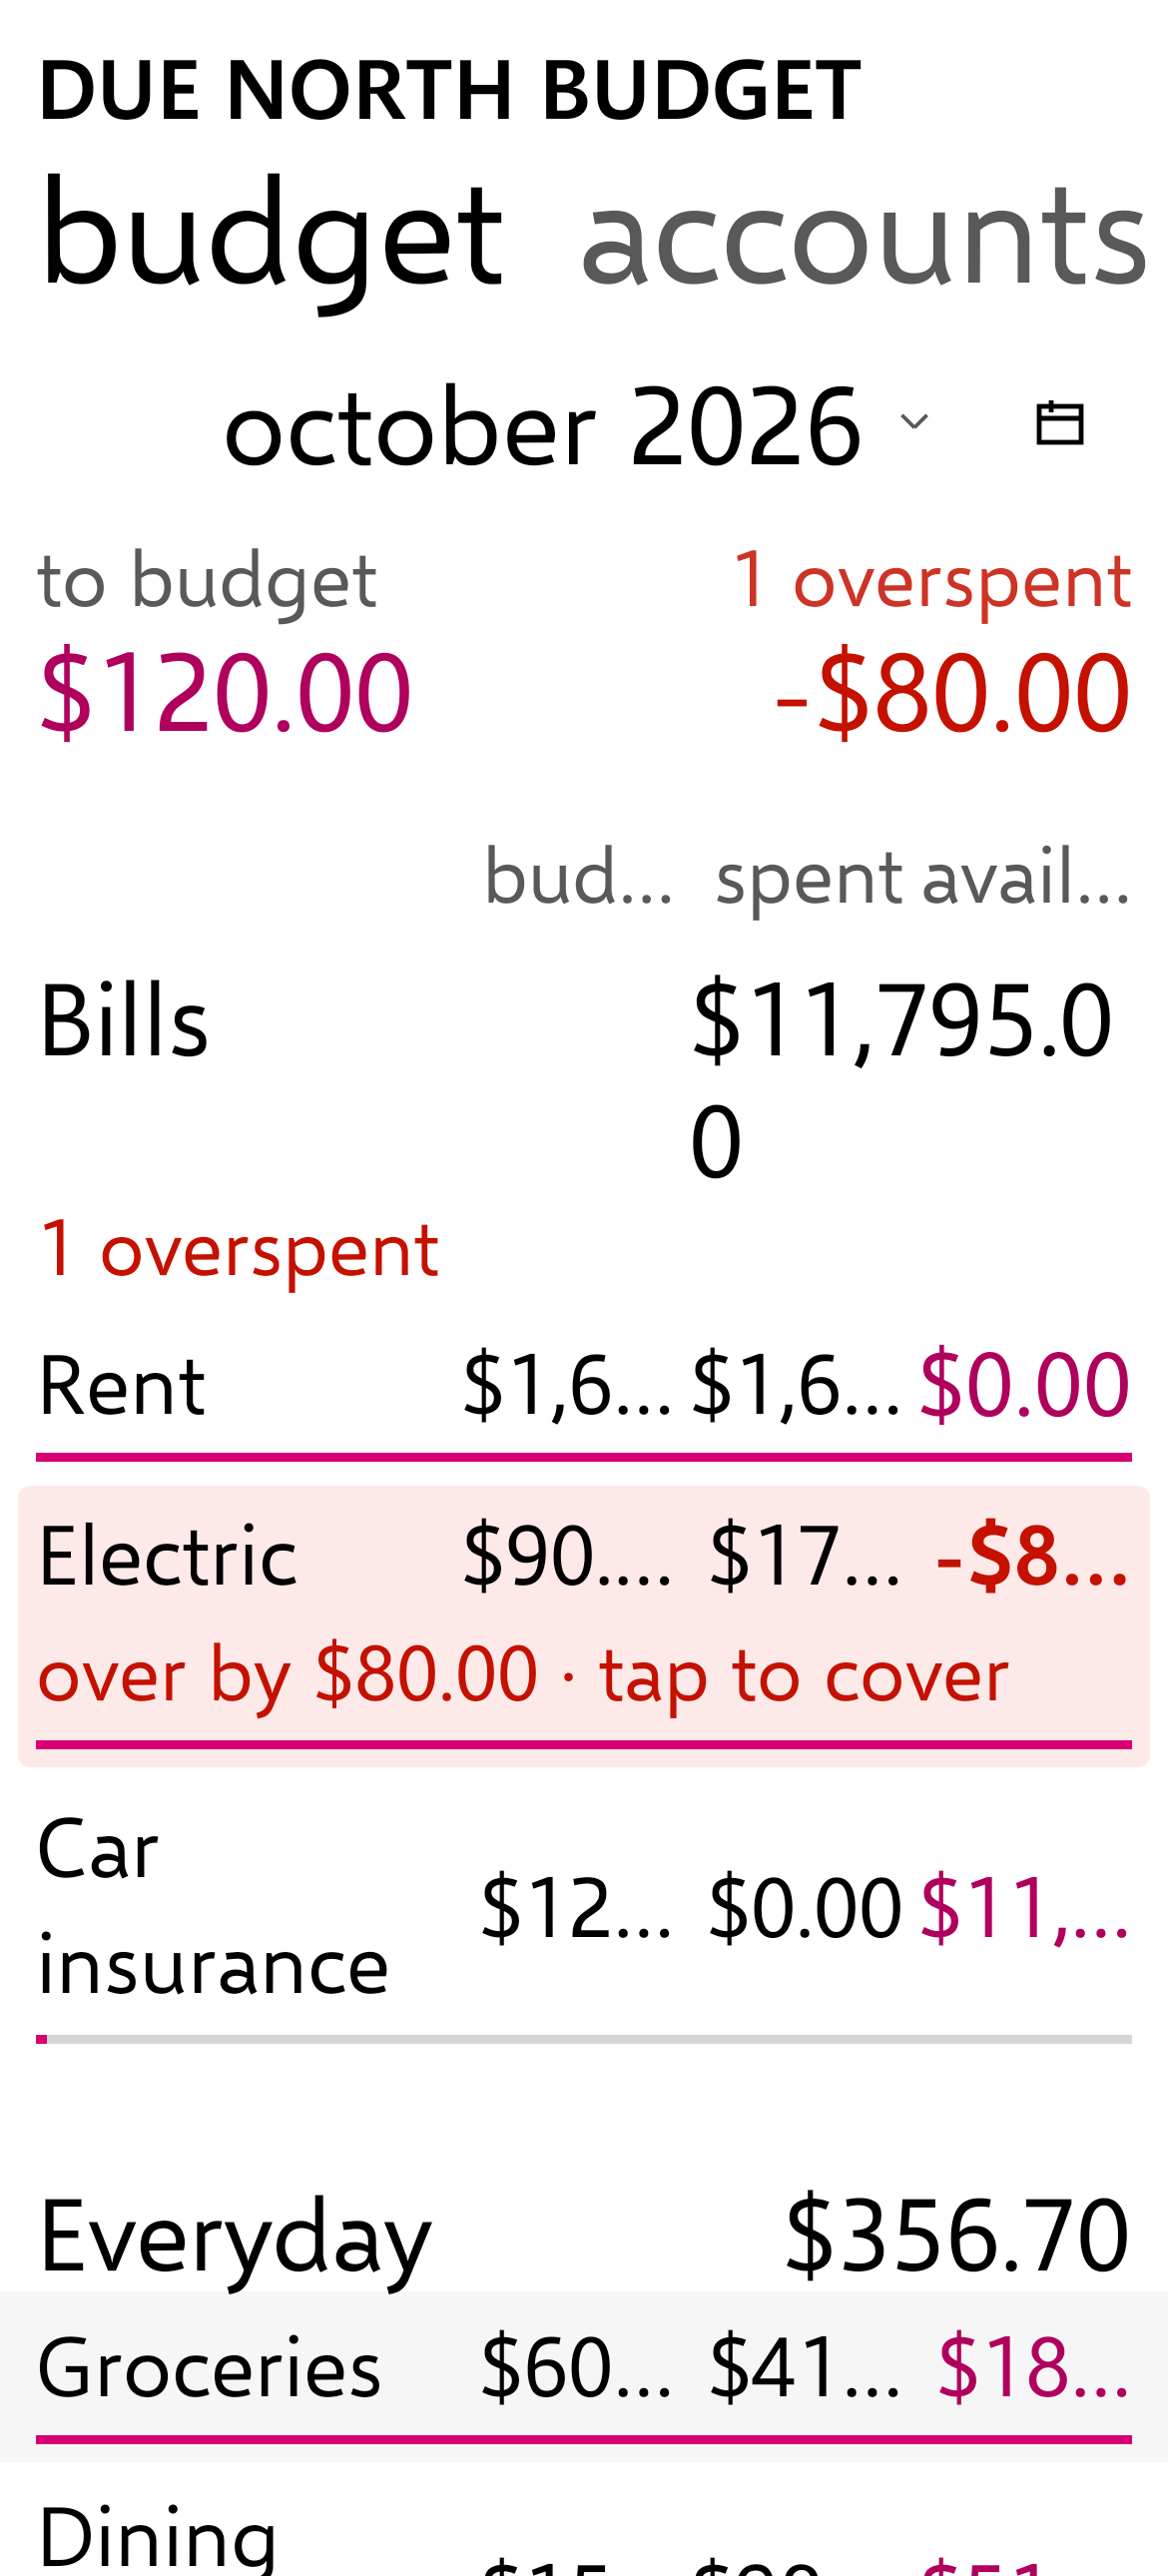 DUE NORTH BUDGET
budget accounts
october 2026
to budget 1 overspent
$120.00 -$80.00
bud... spent avail...
Bills $11,795.0
0
1 overspent
Rent $1,6... $1,6... $0.00
Electric $90.... $17... -$8...
over by $80.00 · tap to cover
Car
insurance $12... $0.00 $11,...
Everyday $356.70
Groceries $60... $41... $18...
Dining